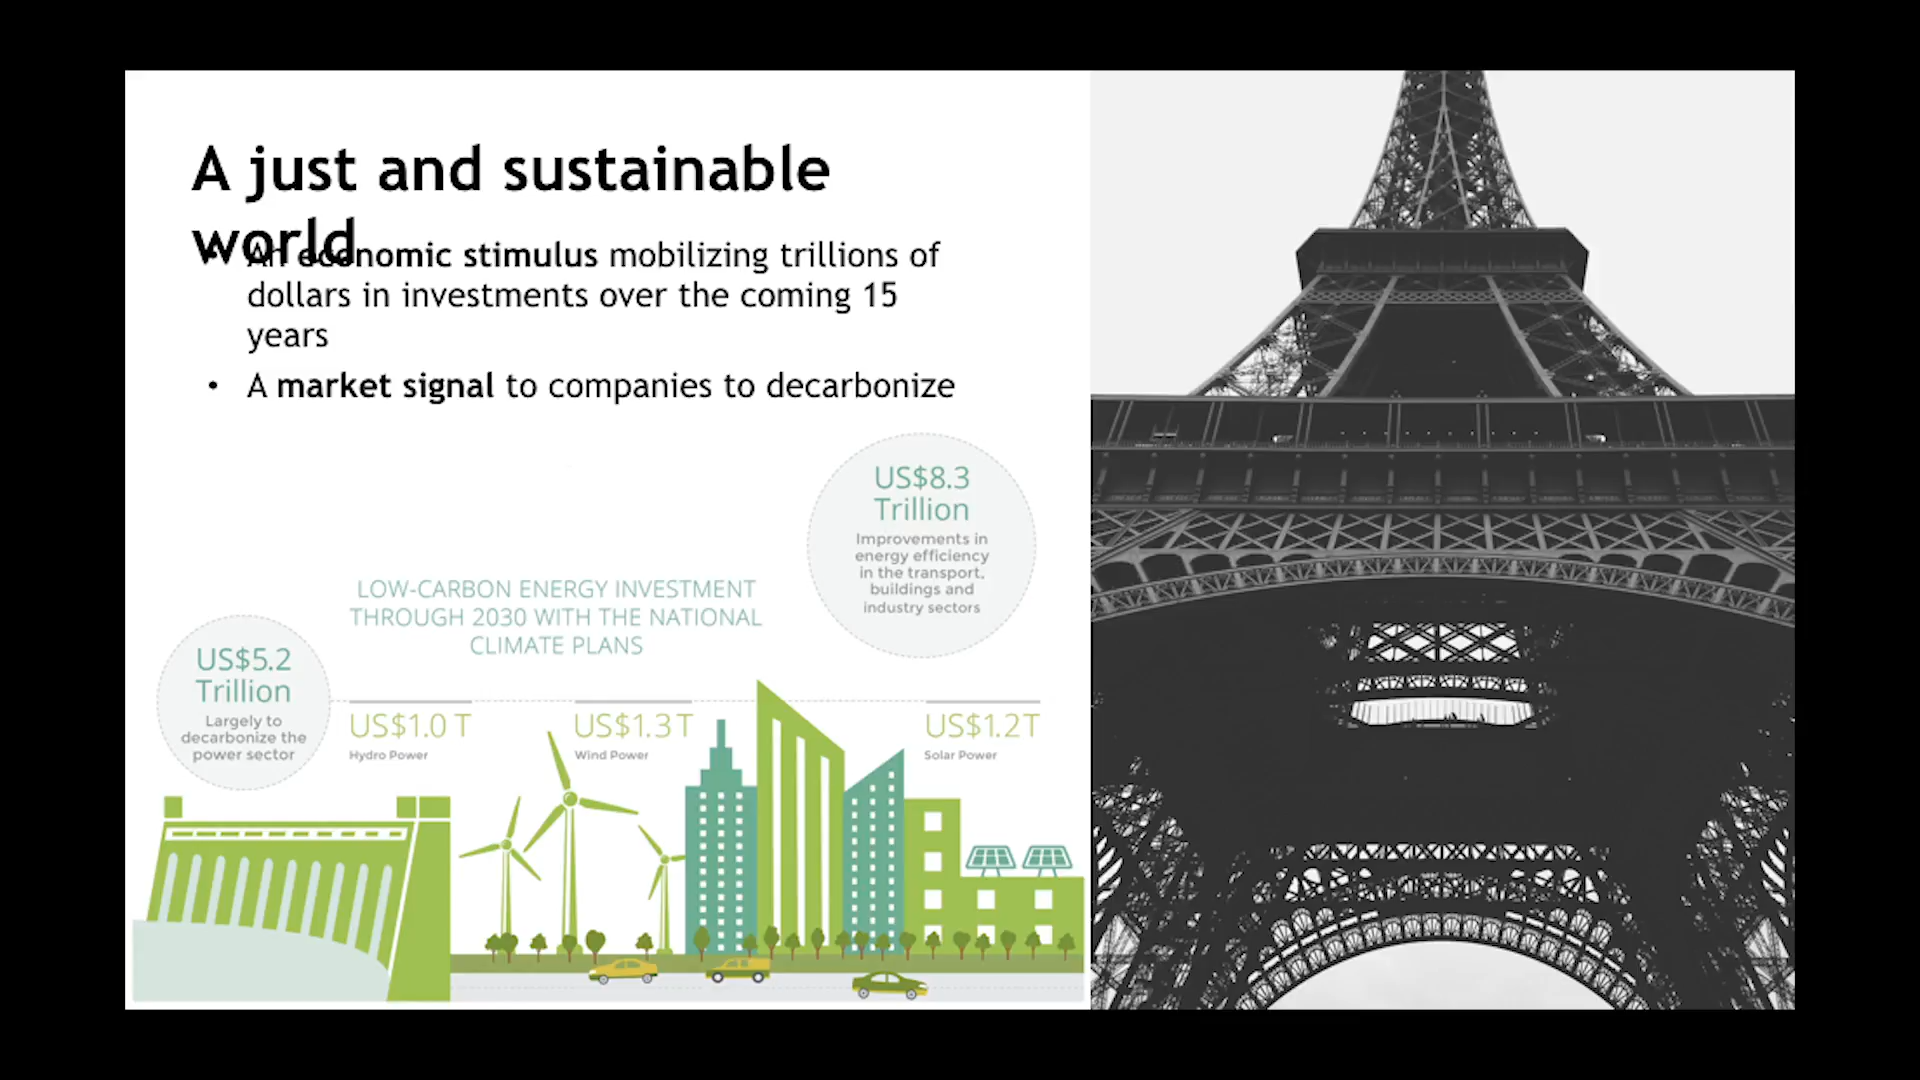 A just and sustainable
world
• An economic stimulus mobilizing trillions of
dollars in investments over the coming 15
years
• A market signal to companies to decarbonize
US$8.3
Trillion
Improvements in
energy efficiency
in the transport,
buildings and
industry sectors
LOW-CARBON ENERGY INVESTMENT
THROUGH 2030 WITH THE NATIONAL
CLIMATE PLANS
US$5.2
Trillion
Largely to
decarbonize the
power sector
US$1.0 T
Hydro Power
US$1.3 T
Wind Power
US$1.2 T
Solar Power